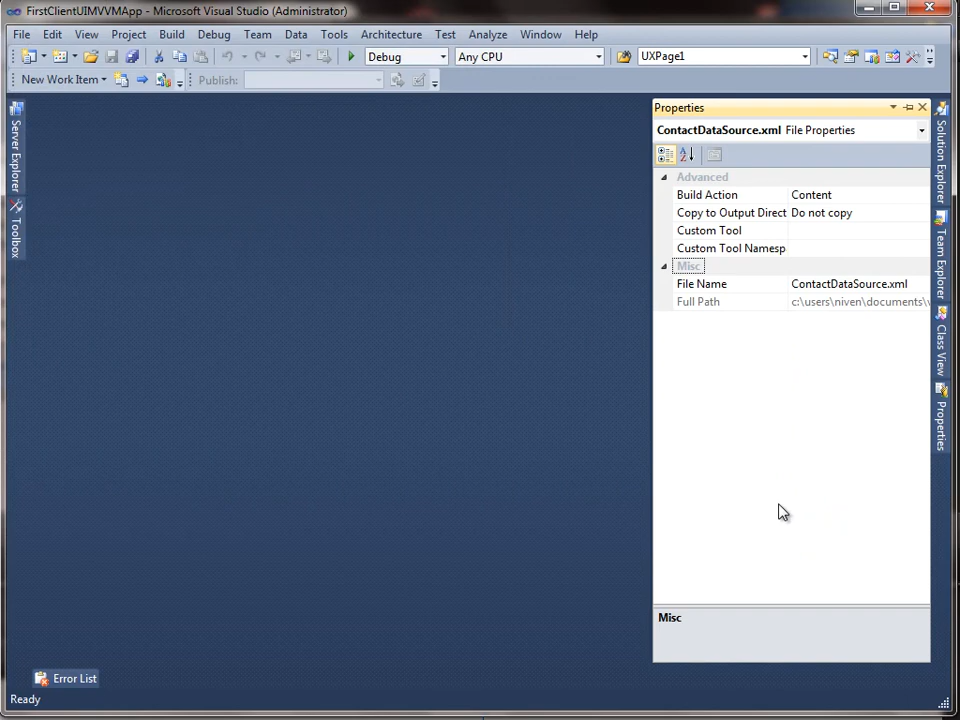 FirstClientUIMVVMApp - Microsoft Visual Studio (Administrator)
File Edit View Project Build Debug Team Data Tools Architecture Test Analyze Window Help
Debug Any CPU UXPage1
New Work Item Publish:
Server Explorer
Toolbox
Properties
ContactDataSource.xml File Properties
Advanced
Build Action Content
Copy to Output Direct Do not copy
Custom Tool
Custom Tool Namesp
Misc
File Name ContactDataSource.xml
Full Path c:\users\niven\documents\
Misc
Solution Explorer
Team Explorer
Class View
Properties
Error List
Ready